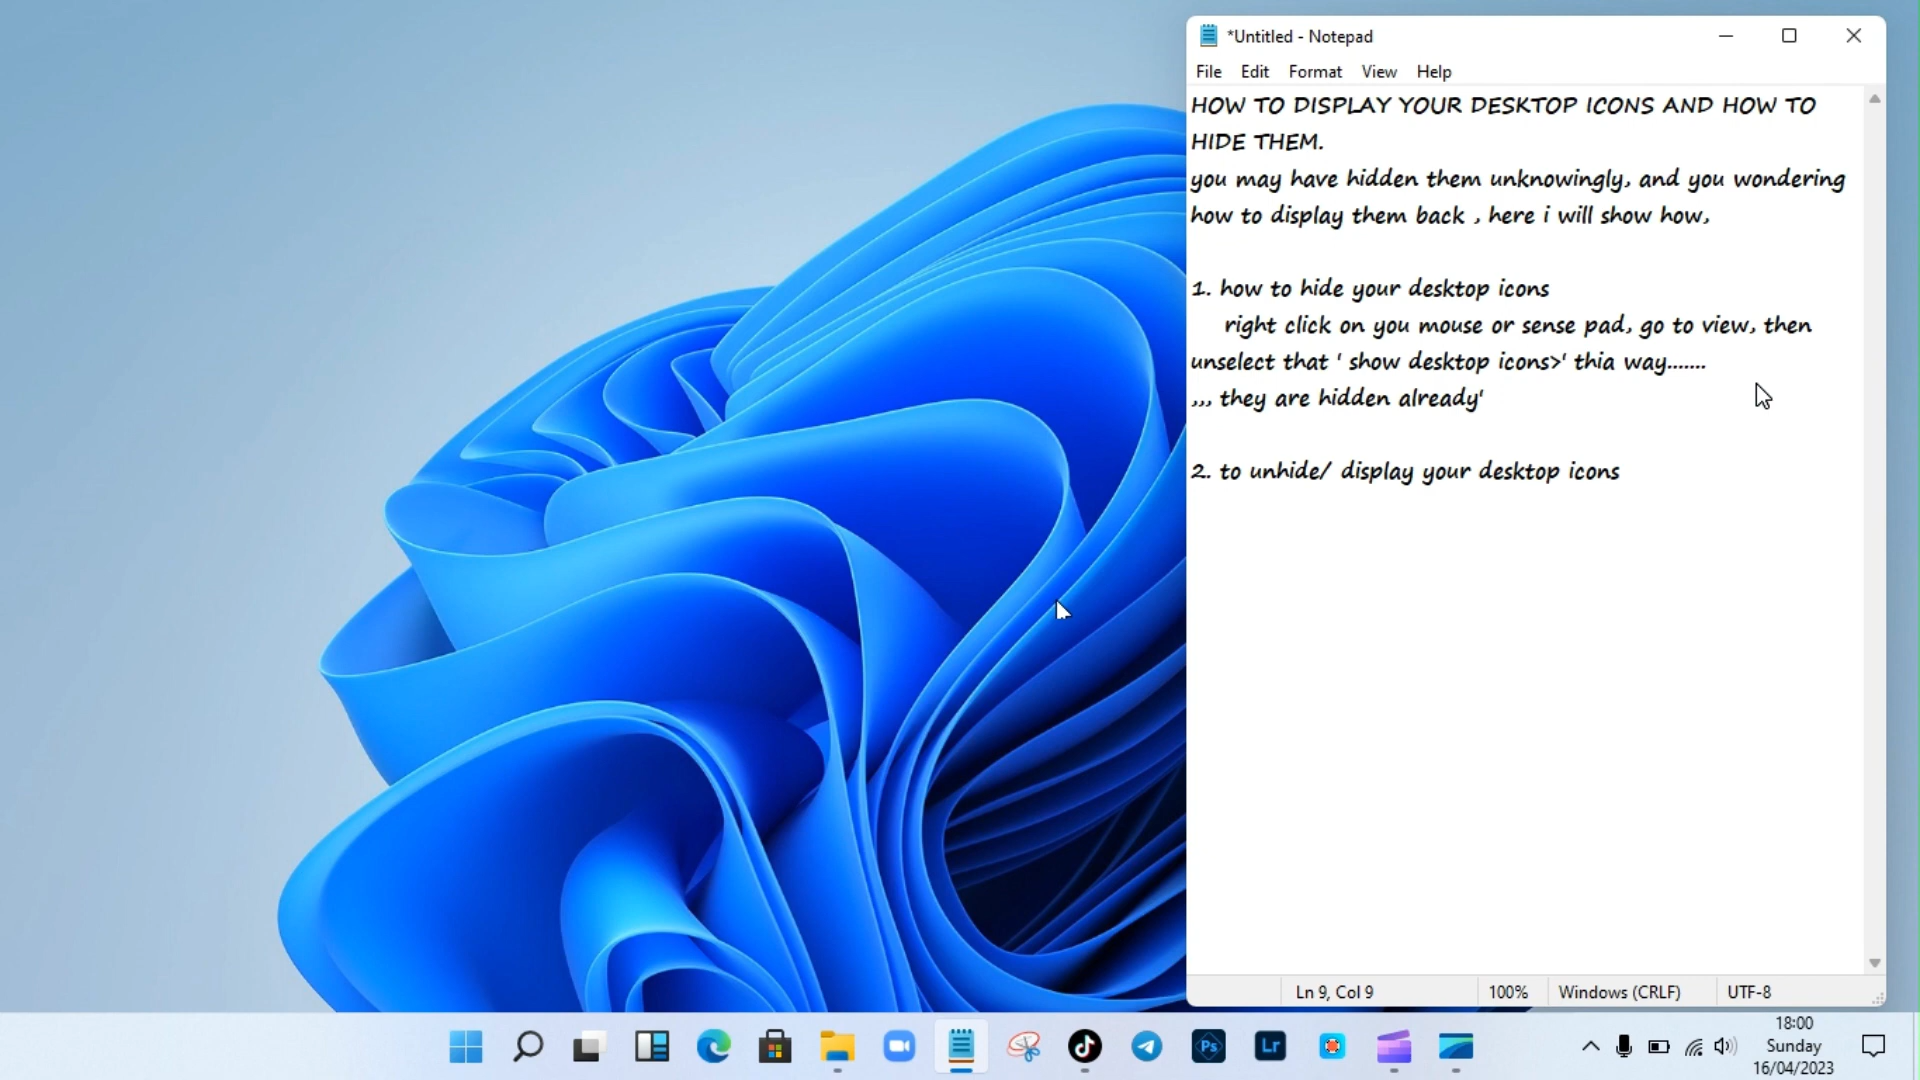 *Untitled - Notepad
File Edit Format View Help
HOW TO DISPLAY YOUR DESKTOP ICONS AND HOW TO
HIDE THEM.
you may have hidden them unknowingly, and you wondering
how to display them back , here i will show how,
1. how to hide your desktop icons
right click on you mouse or sense pad, go to view, then
unselect that ' show desktop icons>' thia way.......
,,, they are hidden already'
2. to unhide/ display your desktop icons
Ln 9, Col 9 100% Windows (CRLF) UTF-8
Ps Lr
18:00
Sunday
16/04/2023